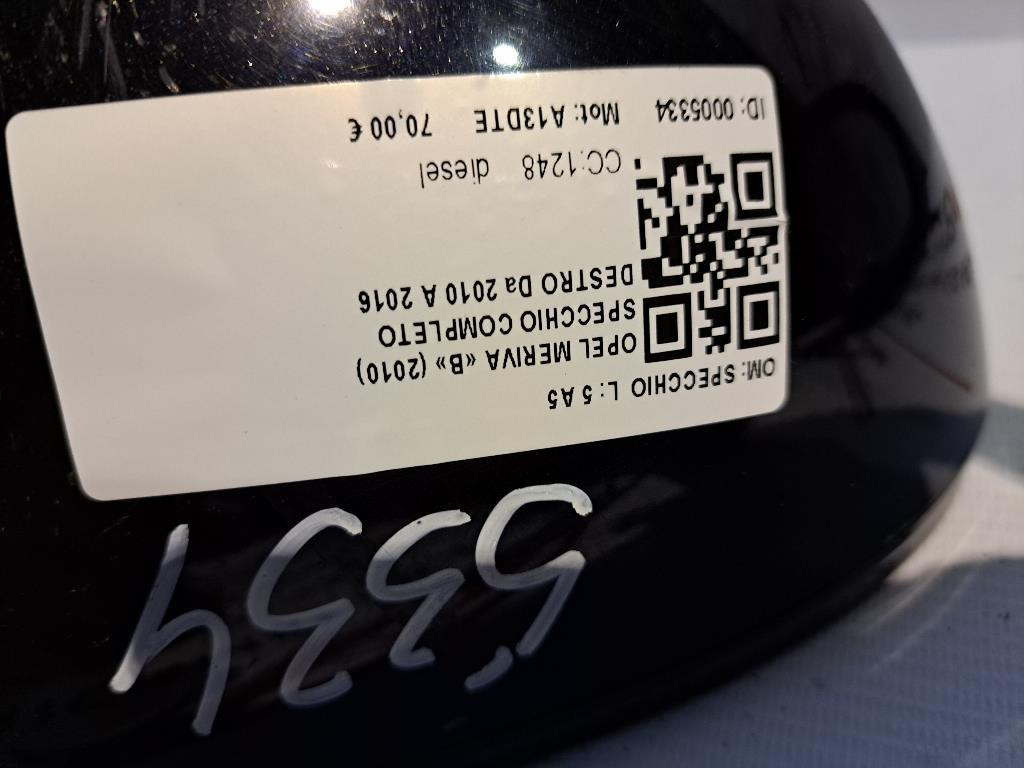 OM: SPECCHIO L: 5 A5
OPEL MERIVA «B» (2010)
SPECCHIO COMPLETO
DESTRO Da 2010 A 2016
CC:1248 diesel
ID: 0005334 Mot: A13DTE 70,00 €
5334